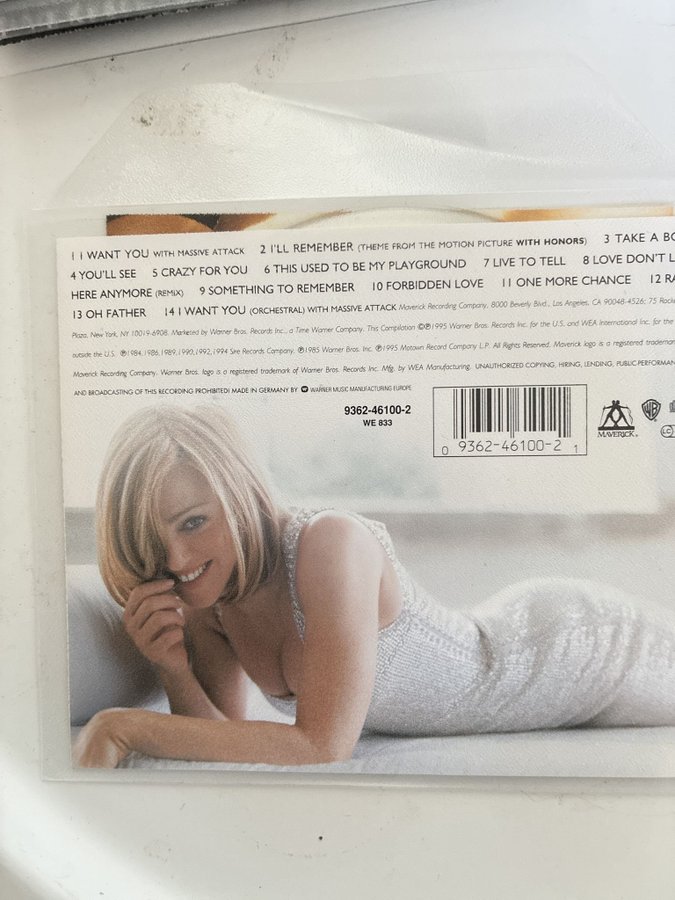 1 I WANT YOU WITH MASSIVE ATTACK 2 I'LL REMEMBER (THEME FROM THE MOTION PICTURE WITH HONORS) 3 TAKE A BO
4 YOU'LL SEE 5 CRAZY FOR YOU 6 THIS USED TO BE MY PLAYGROUND 7 LIVE TO TELL 8 LOVE DON'T L
HERE ANYMORE (REMIX) 9 SOMETHING TO REMEMBER 10 FORBIDDEN LOVE 11 ONE MORE CHANCE 12 RA
13 OH FATHER 14 I WANT YOU (ORCHESTRAL) WITH MASSIVE ATTACK Maverick Recording Company, 8000 Beverly Blvd., Los Angeles, CA 90048-4526; 75 Rocke
Plaza, New York, NY 10019-6908. Marketed by Warner Bros. Records Inc., a Time Warner Company. This Compilation ©℗1995 Warner Bros. Records Inc. for the U.S. and WEA International Inc. for the
outside the U.S. ℗1984,1986,1989,1990,1992,1994 Sire Records Company. ℗1985 Warner Bros. Records Inc. ℗1995 Motown Record Company L.P. All Rights Reserved. Maverick logo is a registered trademark
Maverick Recording Company. Warner Bros. logo is a registered trademark of Warner Bros. Records Inc. Mfg. by WEA Manufacturing. UNAUTHORIZED COPYING, HIRING, LENDING, PUBLIC PERFORMAN
AND BROADCASTING OF THIS RECORDING PROHIBITED! MADE IN GERMANY BY WARNER MUSIC MANUFACTURING EUROPE
9362-46100-2
WE 833
0 9362-46100-2 1
MAVERICK
WB
LC